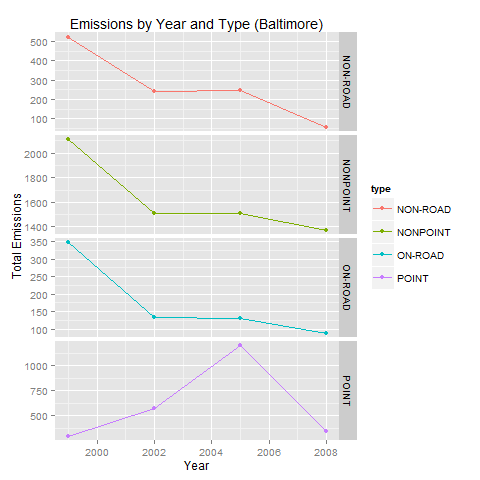 Emissions by Year and Type (Baltimore)
Total Emissions
500
400
300
200
100
NON-ROAD
2000
1800
1600
1400
NONPOINT
350
300
250
200
150
100
ON-ROAD
1000
750
500
POINT
2000 2002 2004 2006 2008
Year
type
NON-ROAD
NONPOINT
ON-ROAD
POINT